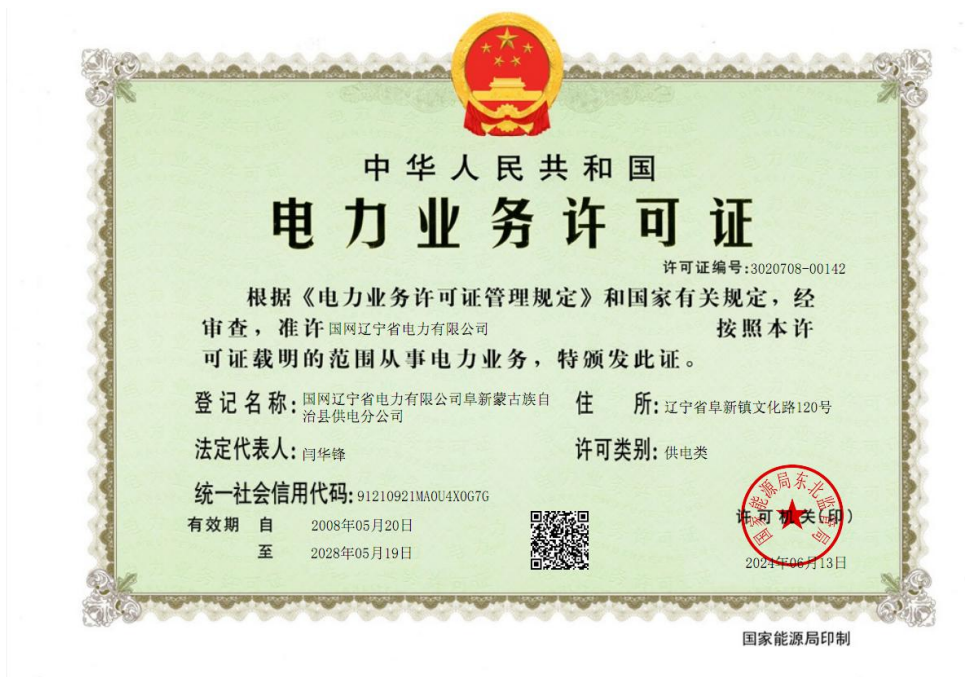 中华人民共和国
电力业务许可证
许可证编号:3020708-00142
根据《电力业务许可证管理规定》和国家有关规定，经
审查，准许国网辽宁省电力有限公司 按照本许
可证载明的范围从事电力业务，特颁发此证。
登记名称:国网辽宁省电力有限公司阜新蒙古族自
治县供电分公司
住 所:辽宁省阜新镇文化路120号
法定代表人:闫华锋
许可类别:供电类
统一社会信用代码:91210921MA0U4X0G7G
有效期 自 2008年05月20日
至 2028年05月19日
许可机关(印)
国家能源局东北监管局
2024年06月13日
国家能源局印制